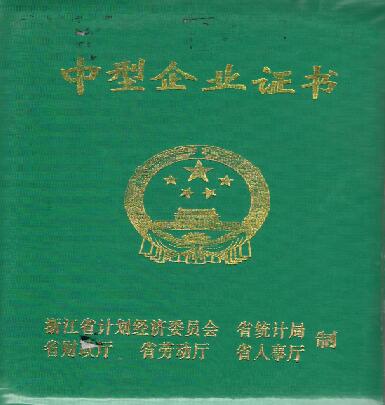 中型企业证书
浙江省计划经济委员会 省统计局
省财政厅 省劳动厅 省人事厅 制